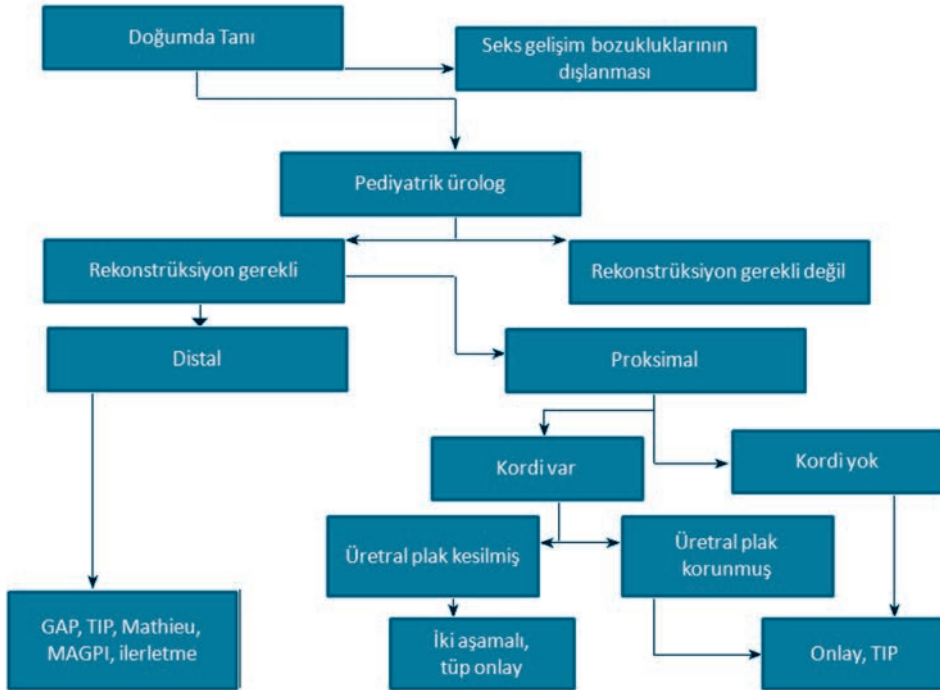 Doğumda Tanı
Seks gelişim bozukluklarının
dışlanması
Pediyatrik ürolog
Rekonstrüksiyon gerekli
Rekonstrüksiyon gerekli değil
Distal
Proksimal
Kordi var
Kordi yok
Üretral plak kesilmiş
Üretral plak
korunmuş
GAP, TIP, Mathieu,
MAGPI, ilerletme
İki aşamalı,
tüp onlay
Onlay, TIP